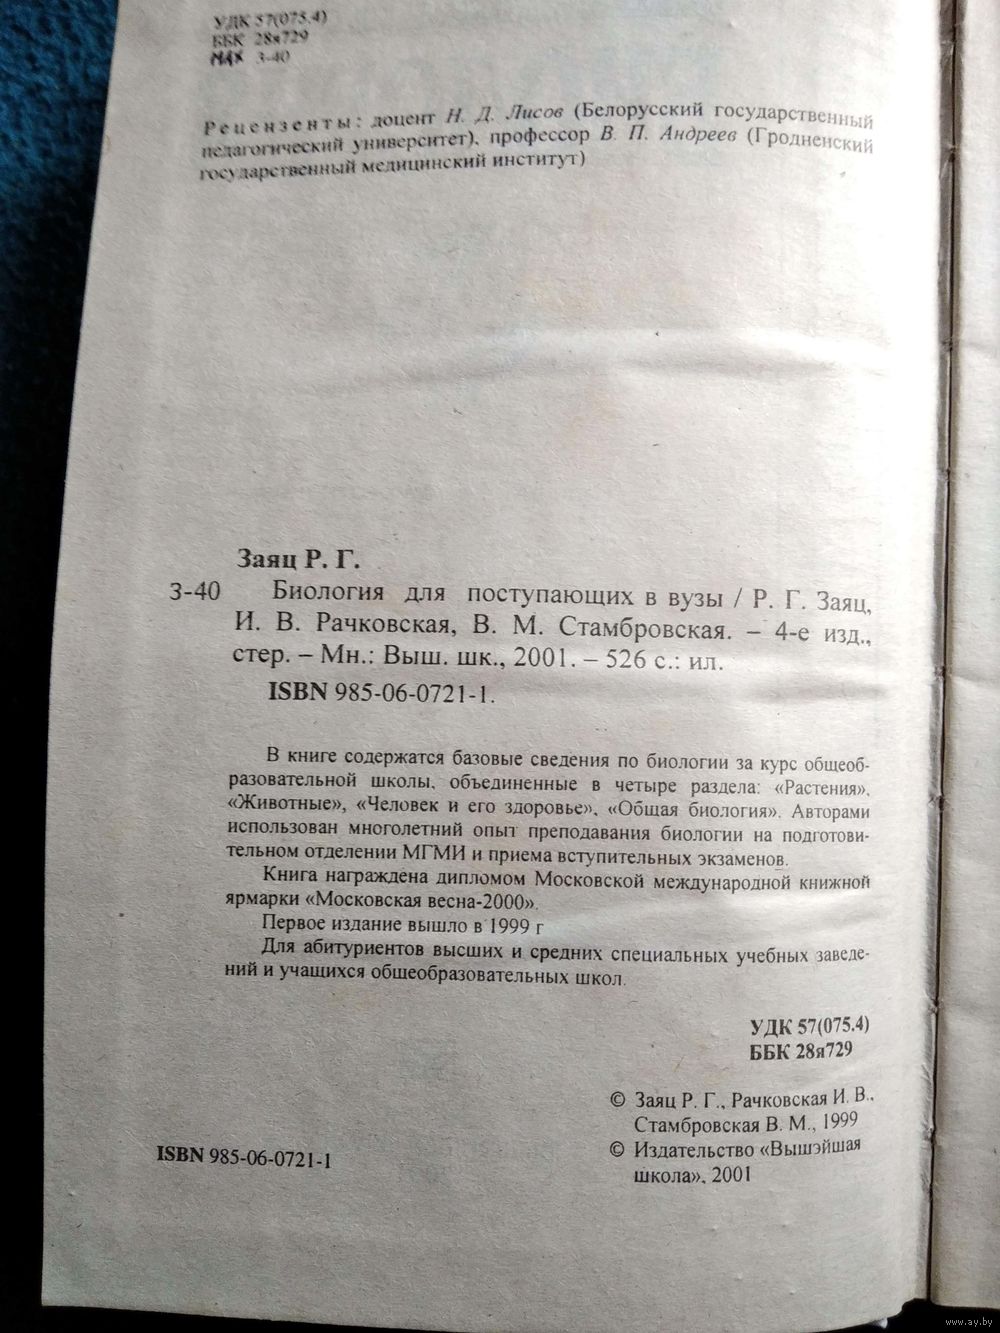 УДК 57(075.4)
ББК 28я729
МАХ З-40
Рецензенты: доцент Н. Д. Лисов (Белорусский государственный
педагогический университет), профессор В. П. Андреев (Гродненский
государственный медицинский институт)
Заяц Р. Г.
З-40 Биология для поступающих в вузы / Р. Г. Заяц,
И. В. Рачковская, В. М. Стамбровская. – 4-е изд.,
стер. – Мн.: Выш. шк., 2001. – 526 с.: ил.
ISBN 985-06-0721-1.
В книге содержатся базовые сведения по биологии за курс общеоб-
разовательной школы, объединенные в четыре раздела: «Растения»,
«Животные», «Человек и его здоровье», «Общая биология». Авторами
использован многолетний опыт преподавания биологии на подготови-
тельном отделении МГМИ и приема вступительных экзаменов.
Книга награждена дипломом Московской международной книжной
ярмарки «Московская весна-2000».
Первое издание вышло в 1999 г
Для абитуриентов высших и средних специальных учебных заведе-
ний и учащихся общеобразовательных школ.
УДК 57(075.4)
ББК 28я729
© Заяц Р. Г., Рачковская И. В.,
Стамбровская В. М., 1999
© Издательство «Вышэйшая
школа», 2001
ISBN 985-06-0721-1
www.ay.by